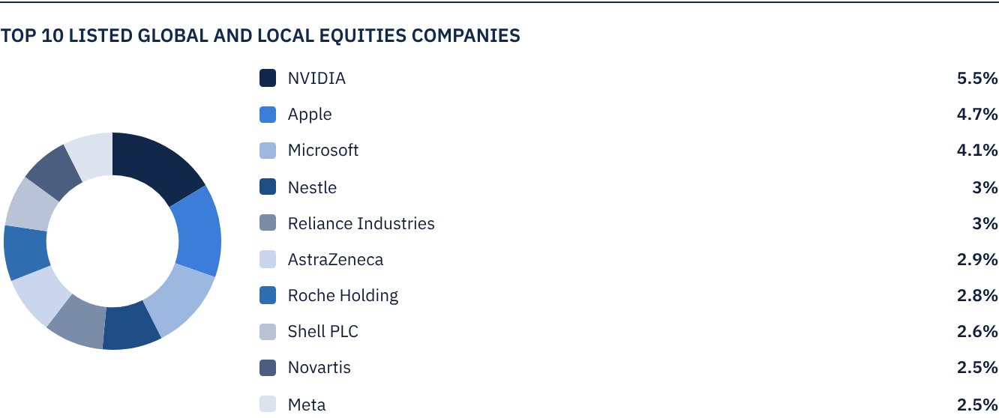 TOP 10 LISTED GLOBAL AND LOCAL EQUITIES COMPANIES
NVIDIA 5.5%
Apple 4.7%
Microsoft 4.1%
Nestle 3%
Reliance Industries 3%
AstraZeneca 2.9%
Roche Holding 2.8%
Shell PLC 2.6%
Novartis 2.5%
Meta 2.5%